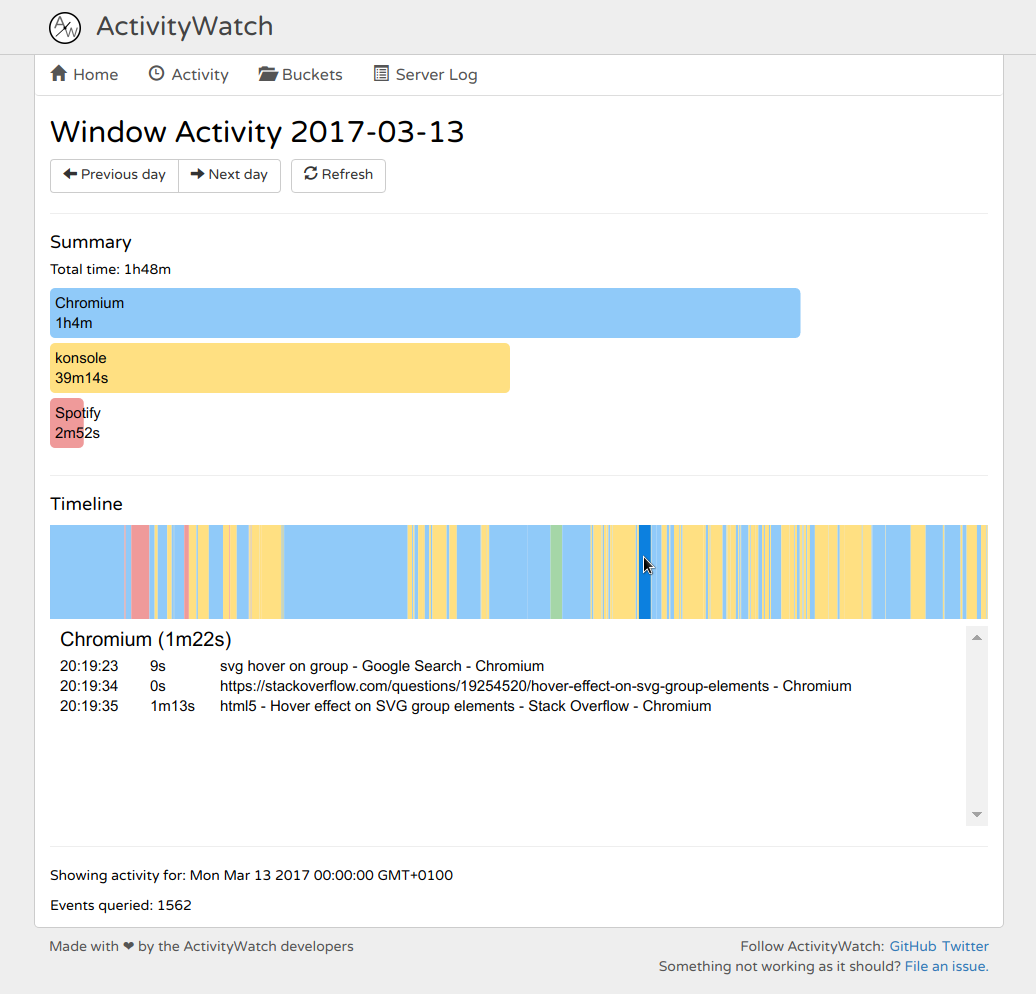 AW ActivityWatch
Home Activity Buckets Server Log
Window Activity 2017-03-13
Previous day Next day Refresh
Summary
Total time: 1h48m
Chromium
1h4m
konsole
39m14s
Spotify
2m52s
Timeline
Chromium (1m22s)
20:19:23 9s svg hover on group - Google Search - Chromium
20:19:34 0s https://stackoverflow.com/questions/19254520/hover-effect-on-svg-group-elements - Chromium
20:19:35 1m13s html5 - Hover effect on SVG group elements - Stack Overflow - Chromium
Showing activity for: Mon Mar 13 2017 00:00:00 GMT+0100
Events queried: 1562
Made with ❤ by the ActivityWatch developers
Follow ActivityWatch: GitHub Twitter
Something not working as it should? File an issue.